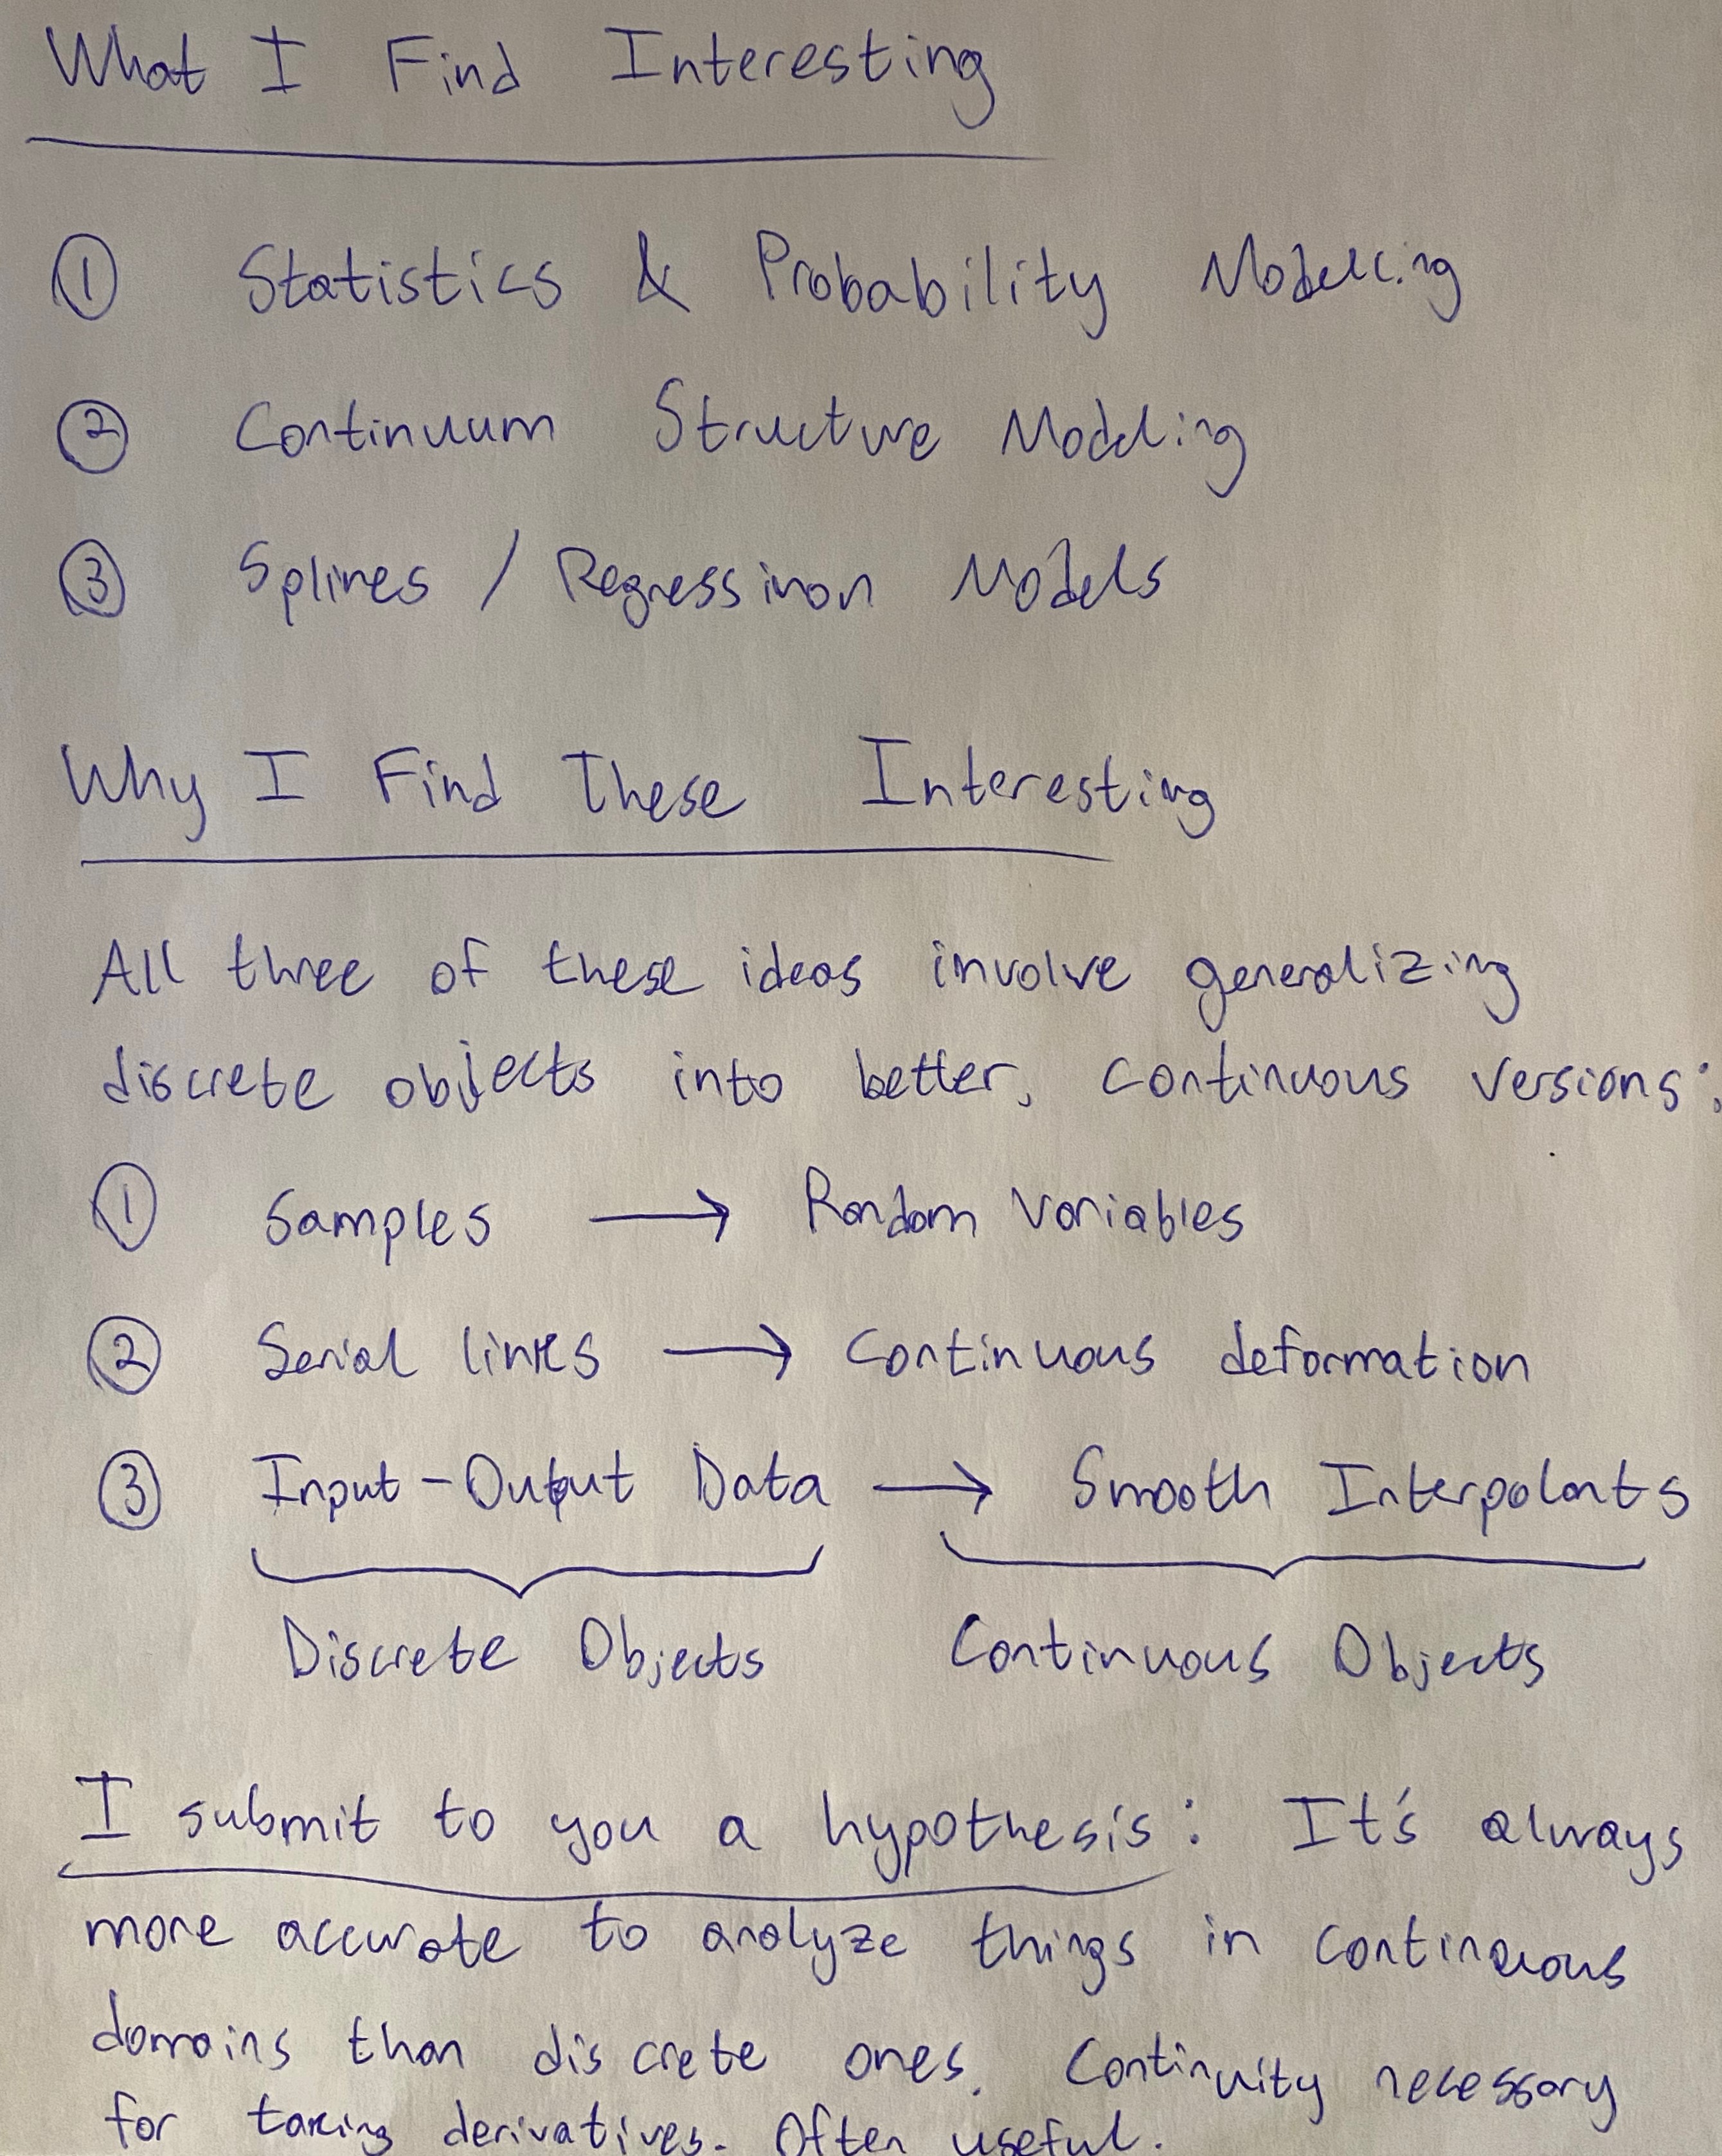 What I Find Interesting
① Statistics & Probability Modelling
② Continuum Structure Modeling
③ Splines / Regressinon Models
Why I Find These Interesting
All three of these ideas involve generalizing
discrete objects into better, continuous versions:
① Samples → Random Variables
② Serial links → Continuous deformation
③ Input-Output Data → Smooth Interpolants
Discrete Objects Continuous Objects
I submit to you a hypothesis: It's always
more accurate to analyze things in continuous
domains than discrete ones. Continuity necessary
for taking derivatives. Often useful.